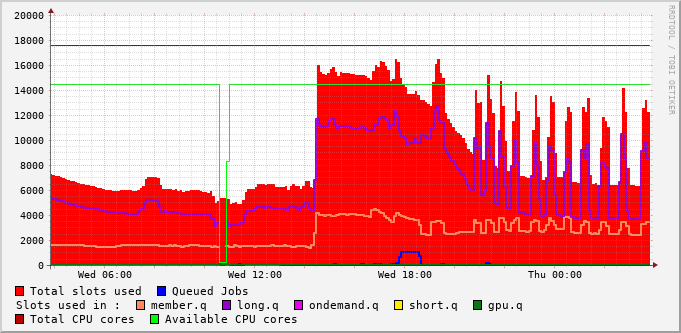 20000
18000
16000
14000
12000
10000
8000
6000
4000
2000
0
Wed 06:00 Wed 12:00 Wed 18:00 Thu 00:00
Total slots used Queued Jobs
Slots used in : member.q long.q ondemand.q short.q gpu.q
Total CPU cores Available CPU cores
RRDTOOL / TOBI OETIKER